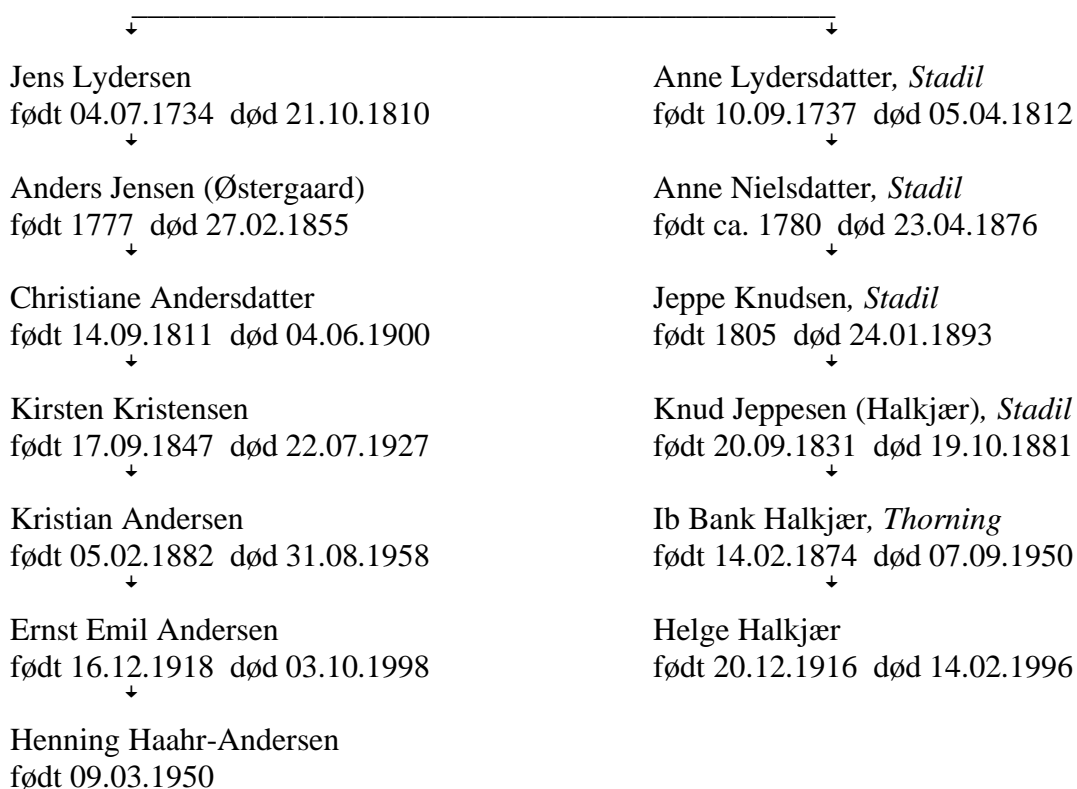 Jens Lydersen
født 04.07.1734 død 21.10.1810
Anders Jensen (Østergaard)
født 1777 død 27.02.1855
Christiane Andersdatter
født 14.09.1811 død 04.06.1900
Kirsten Kristensen
født 17.09.1847 død 22.07.1927
Kristian Andersen
født 05.02.1882 død 31.08.1958
Ernst Emil Andersen
født 16.12.1918 død 03.10.1998
Henning Haahr-Andersen
født 09.03.1950
Anne Lydersdatter, Stadil
født 10.09.1737 død 05.04.1812
Anne Nielsdatter, Stadil
født ca. 1780 død 23.04.1876
Jeppe Knudsen, Stadil
født 1805 død 24.01.1893
Knud Jeppesen (Halkjær), Stadil
født 20.09.1831 død 19.10.1881
Ib Bank Halkjær, Thorning
født 14.02.1874 død 07.09.1950
Helge Halkjær
født 20.12.1916 død 14.02.1996